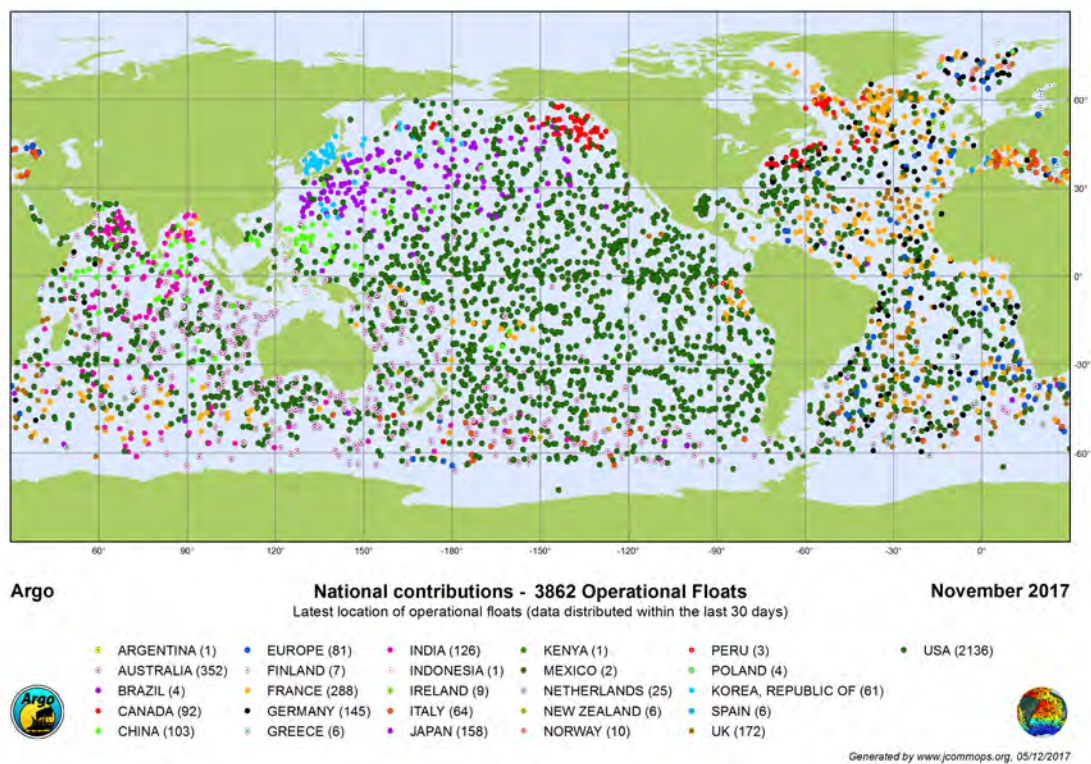 60°
30°
0°
-30°
-60°
60° 90° 120° 150° -180° -150° -120° -90° -60° -30° 0°
Argo National contributions - 3862 Operational Floats November 2017
Latest location of operational floats (data distributed within the last 30 days)
ARGENTINA (1) EUROPE (81) INDIA (126) KENYA (1) PERU (3) USA (2136)
AUSTRALIA (352) FINLAND (7) INDONESIA (1) MEXICO (2) POLAND (4)
BRAZIL (4) FRANCE (288) IRELAND (9) NETHERLANDS (25) KOREA, REPUBLIC OF (61)
CANADA (92) GERMANY (145) ITALY (64) NEW ZEALAND (6) SPAIN (6)
CHINA (103) GREECE (6) JAPAN (158) NORWAY (10) UK (172)
Argo
Generated by www.jcommops.org, 05/12/2017